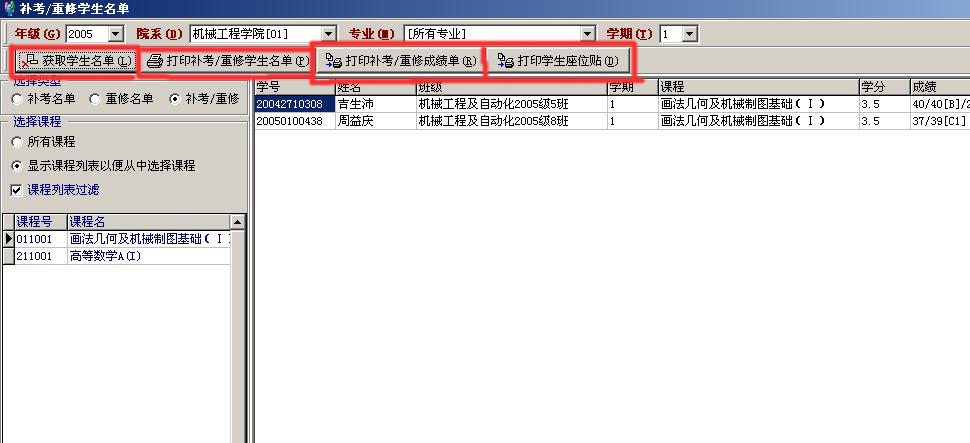 补考/重修学生名单
年级(G) 2005 院系(D) 机械工程学院[01] 专业(M) [所有专业] 学期(T) 1
获取学生名单(L) 打印补考/重修学生名单(P) 打印补考/重修成绩单(R) 打印学生座位贴(D)
选择类型
补考名单 重修名单 补考/重修
选择课程
所有课程
显示课程列表以便从中选择课程
课程列表过滤
课程号 课程名
011001 画法几何及机械制图基础(Ⅰ)
211001 高等数学A(I)
学号 姓名 班级 学期 课程 学分 成绩
20042710308 吉生沛 机械工程及自动化2005级5班 1 画法几何及机械制图基础(Ⅰ) 3.5 40/40[B]/2
20050100438 周益庆 机械工程及自动化2005级8班 1 画法几何及机械制图基础(Ⅰ) 3.5 37/39[C1]